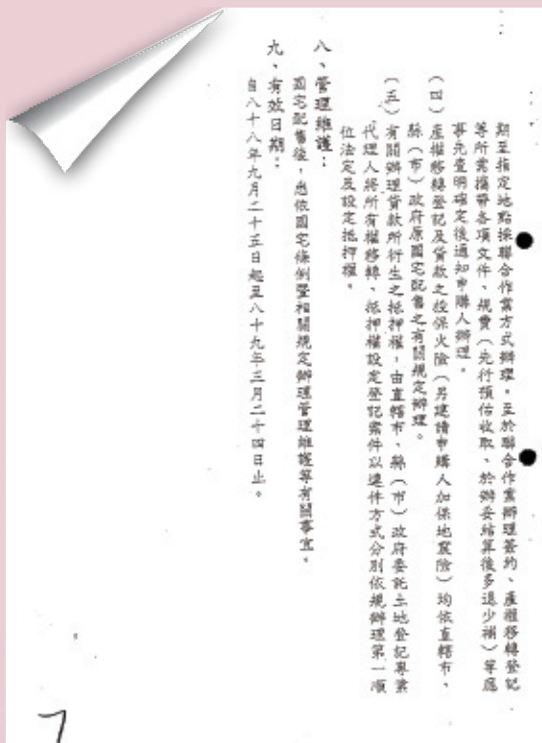 期至指定地點採聯合作業方式辦理。至於聯合作業辦理簽約、產權移轉登記
等所需攜帶各項文件、規費(先行預估收取、於辦妥結算後多退少補)等應
事先查明確定後通知申購人辦理。
(四)產權移轉登記及貸款之投保火險(另建請申購人加保地震險)均依直轄市、
縣(市)政府原國宅配售之有關規定辦理。
(五)有關辦理貸款所衍生之抵押權,由直轄市、縣(市)政府委託土地登記專業
代理人將所有權移轉、抵押權設定登記案件以連件方式分別依規辦理第一順
位法定及設定抵押權。
八、管理維護:
國宅配售後,悉依國宅條例暨相關規定辦理管理維護等有關事宜。
九、有效日期:
自八十八年九月二十五日起至八十九年三月二十四日止。
7